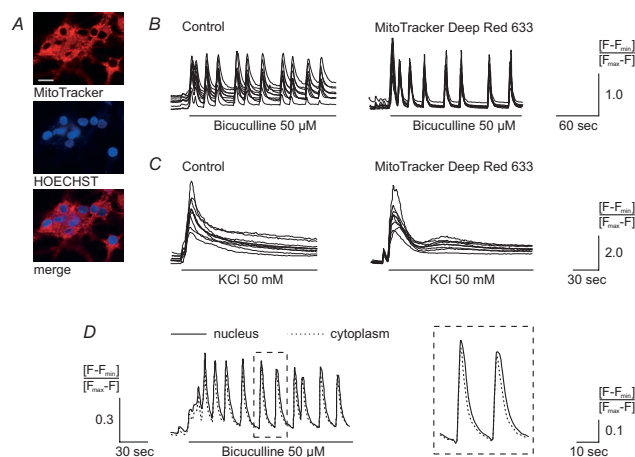 A
MitoTracker
HOECHST
merge
B
Control
MitoTracker Deep Red 633
Bicuculline 50 µM
Bicuculline 50 µM
[F-Fmin]
[Fmax-F]
1.0
60 sec
C
Control
MitoTracker Deep Red 633
KCl 50 mM
KCl 50 mM
[F-Fmin]
[Fmax-F]
2.0
30 sec
D
nucleus
cytoplasm
[F-Fmin]
[Fmax-F]
0.3
30 sec
Bicuculline 50 µM
[F-Fmin]
[Fmax-F]
0.1
10 sec